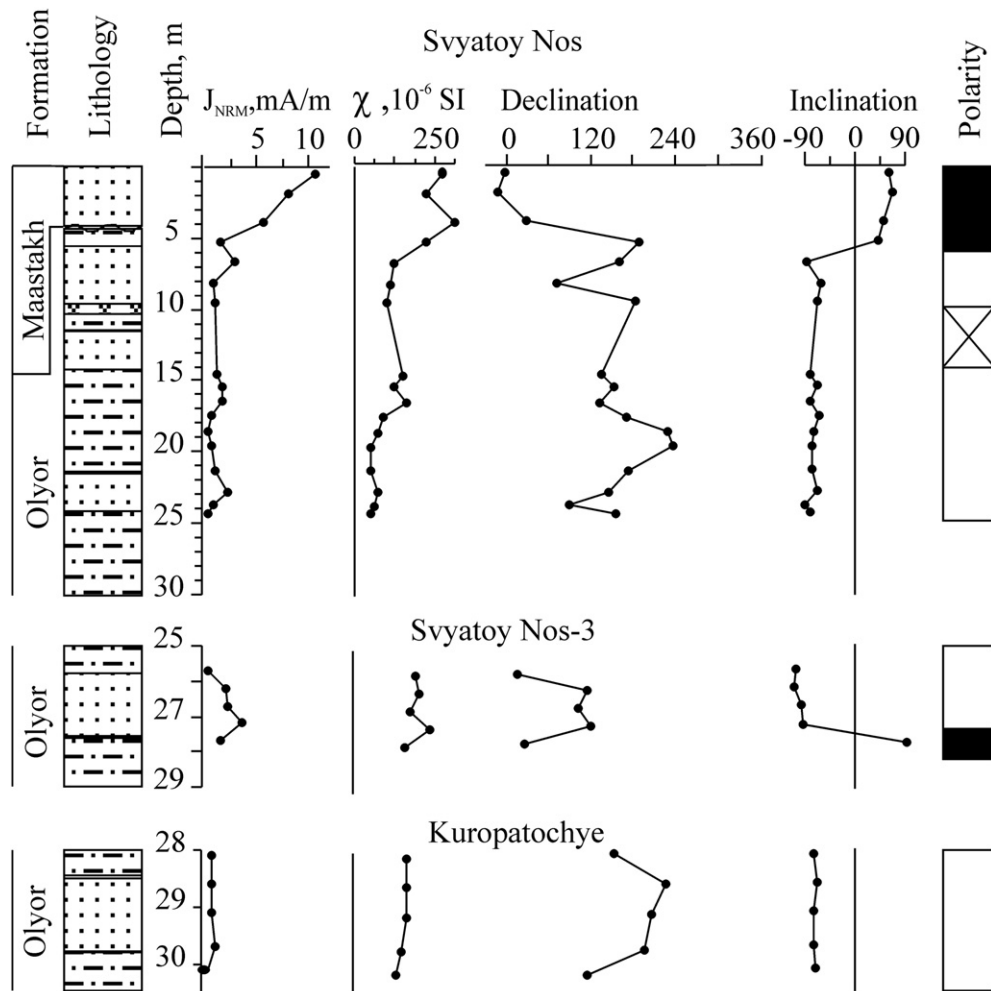 Svyatoy Nos
Formation
Lithology
Depth, m
J_NRM,mA/m
χ ,10⁻⁶ SI
Declination
Inclination
Polarity
5 10
0 250
0 120 240 360
-90 0 90
Maastakh
Olyor
5
10
15
20
25
30
Svyatoy Nos-3
Olyor
25
27
29
Kuropatochye
Olyor
28
29
30